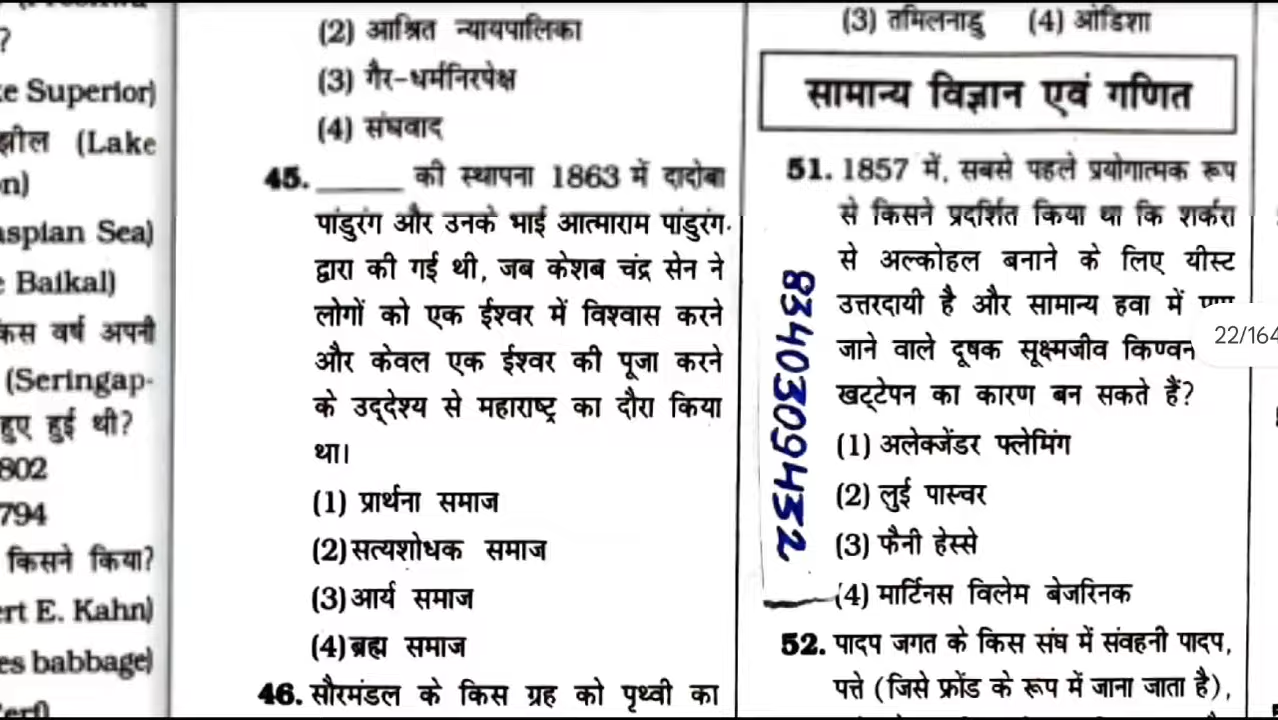 ?
e Superior)
झील (Lake
n)
aspian Sea)
Baikal)
किस वर्ष अपनी
(Seringap-
हुए हुई थी?
802
794
किसने किया?
ert E. Kahn)
es babbage)
(2) आश्रित न्यायपालिका
(3) गैर-धर्मनिरपेक्ष
(4) संघवाद
45. ______ की स्थापना 1863 में दादोबा
पांडुरंग और उनके भाई आत्माराम पांडुरंग
द्वारा की गई थी, जब केशब चंद्र सेन ने
लोगों को एक ईश्वर में विश्वास करने
और केवल एक ईश्वर की पूजा करने
के उद्देश्य से महाराष्ट्र का दौरा किया
था।
(1) प्रार्थना समाज
(2) सत्यशोधक समाज
(3) आर्य समाज
(4) ब्रह्म समाज
46. सौरमंडल के किस ग्रह को पृथ्वी का
(3) तमिलनाडु (4) ओडिशा
सामान्य विज्ञान एवं गणित
51. 1857 में, सबसे पहले प्रयोगात्मक रूप
से किसने प्रदर्शित किया था कि शर्करा
से अल्कोहल बनाने के लिए यीस्ट
उत्तरदायी है और सामान्य हवा में
जाने वाले दूषक सूक्ष्मजीव किण्वन
खट्टेपन का कारण बन सकते हैं?
(1) अलेक्जेंडर फ्लेमिंग
(2) लुई पास्चर
(3) फैनी हेस्से
(4) मार्टिनस विलेम बेजरिनक
52. पादप जगत के किस संघ में संवहनी पादप,
पत्ते (जिसे फ्रोंड के रूप में जाना जाता है),
8340309432
22/164